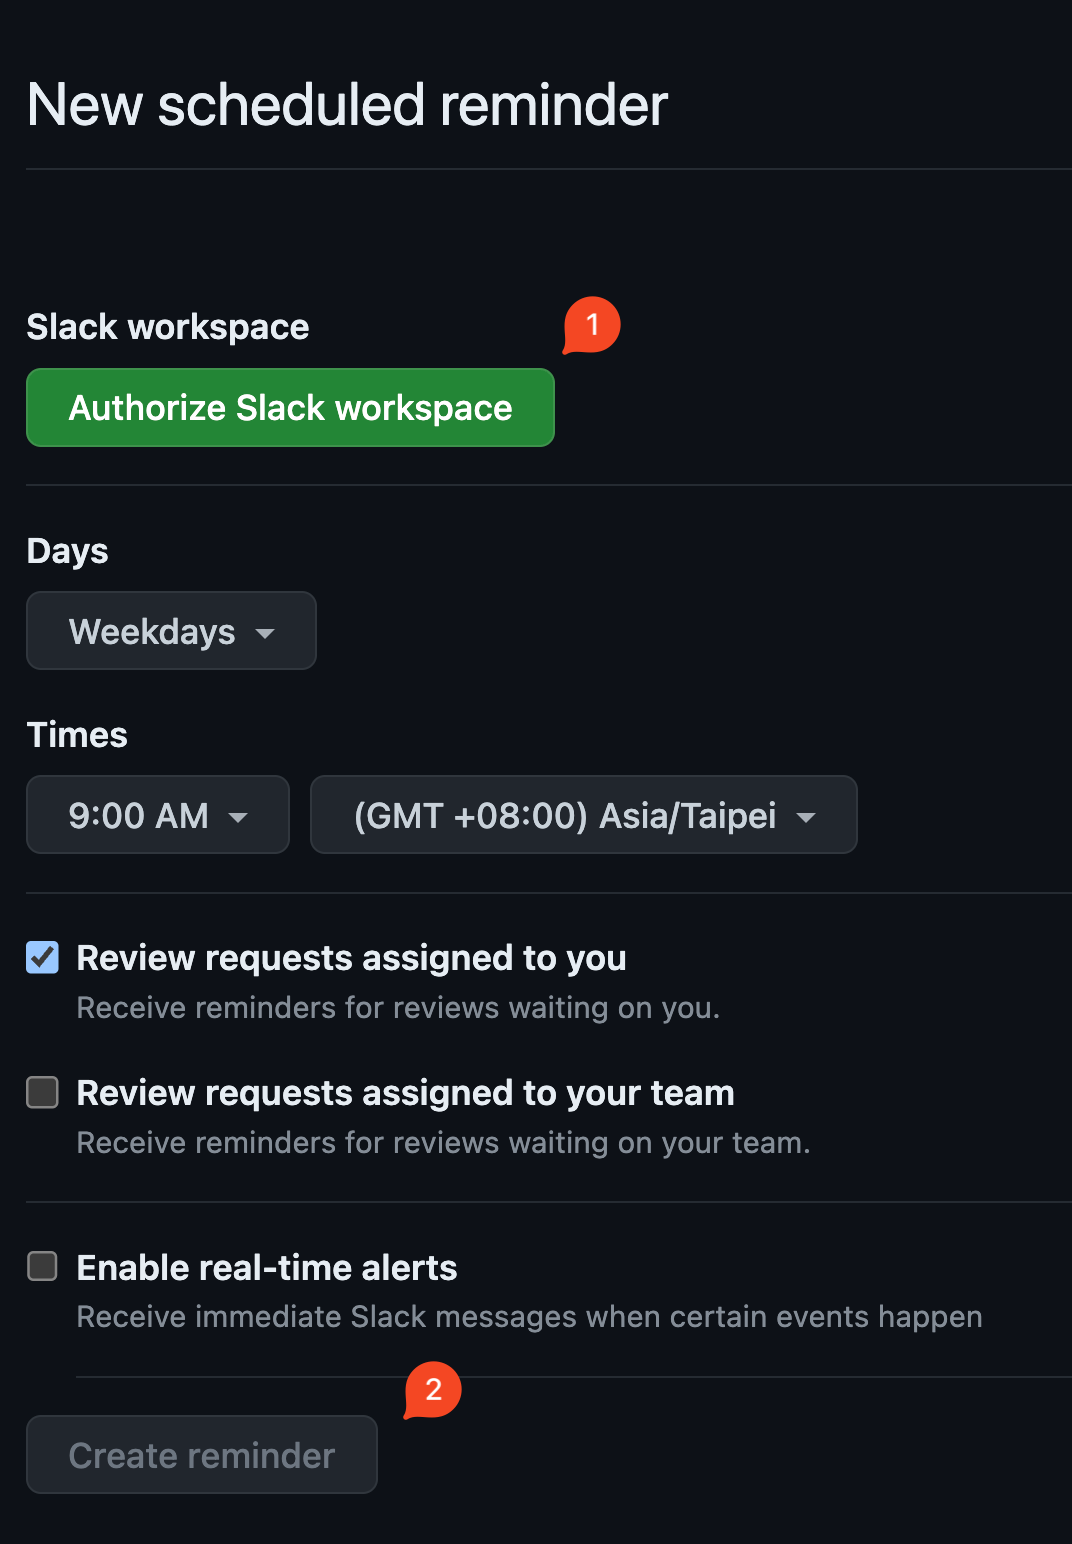 New scheduled reminder
Slack workspace
1
Authorize Slack workspace
Days
Weekdays
Times
9:00 AM
(GMT +08:00) Asia/Taipei
Review requests assigned to you
Receive reminders for reviews waiting on you.
Review requests assigned to your team
Receive reminders for reviews waiting on your team.
Enable real-time alerts
Receive immediate Slack messages when certain events happen
2
Create reminder